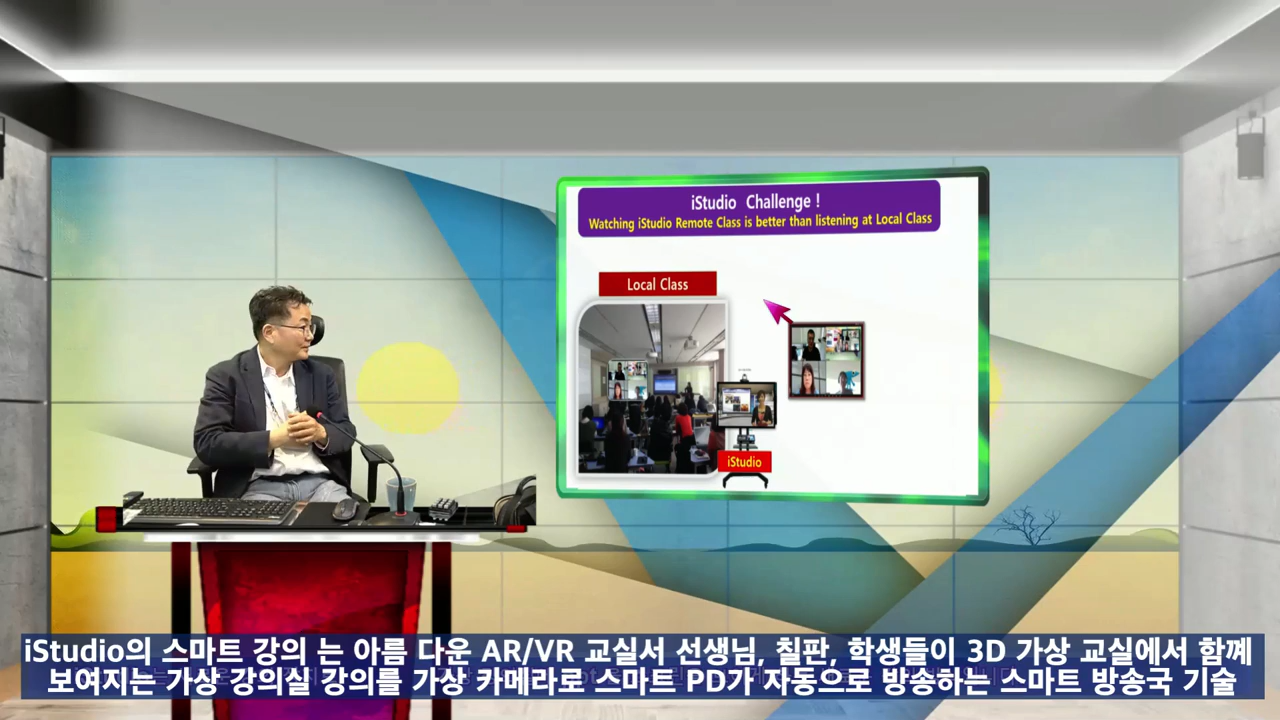 iStudio Challenge !
Watching iStudio Remote Class is better than listening at Local Class
Local Class
iStudio
iStudio의 스마트 강의 는 아름 다운 AR/VR 교실서 선생님, 칠판, 학생들이 3D 가상 교실에서 함꼐
보여지는 가상 강의실 강의를 가상 카메라로 스마트 PD가 자동으로 방송하는 스마트 방송국 기술